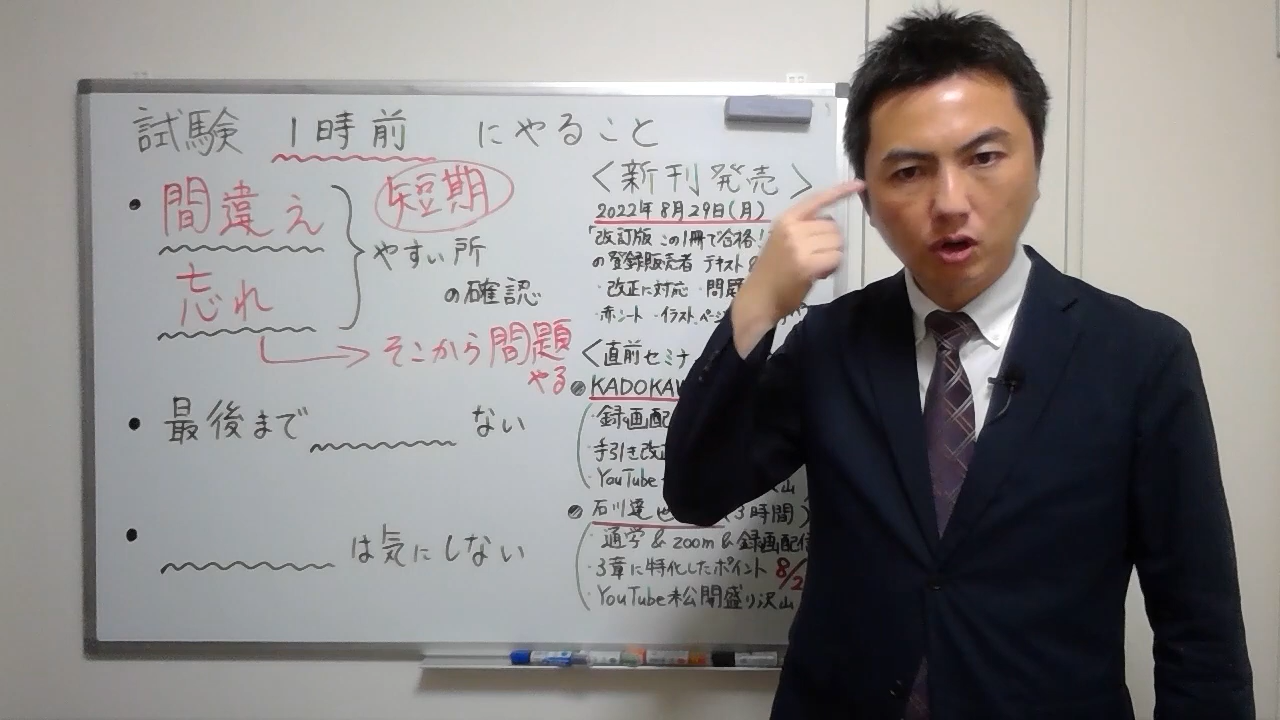 試験 1時前 にやること
・間違え
忘れ
短期
やすい所
の確認
そこから問題
やる
・最後まで ない
・ は気にしない
<新刊発売>
2022年8月29日(月)
「改訂版 この1冊で合格!
の登録販売者 テキスト
・改正に対応 ・問題
・赤シート ・イラスト
<直前セミナ
KADOKAW
・録画配
・手引き改正
・YouTube 山
石川達也 (3時間)
・通学&zoom&録画配信
・3章に特化したポイント 8/2
・YouTube未公開盛り沢山